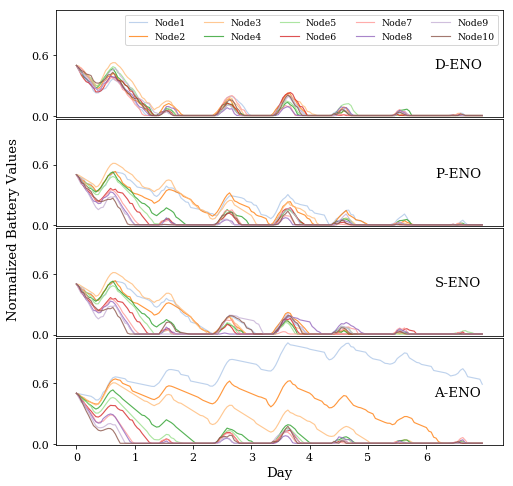 Node1 Node3 Node5 Node7 Node9
Node2 Node4 Node6 Node8 Node10
0.6
D-ENO
0.0
0.6
P-ENO
0.0
Normalized Battery Values
0.6
S-ENO
0.0
0.6
A-ENO
0.0
0 1 2 3 4 5 6
Day